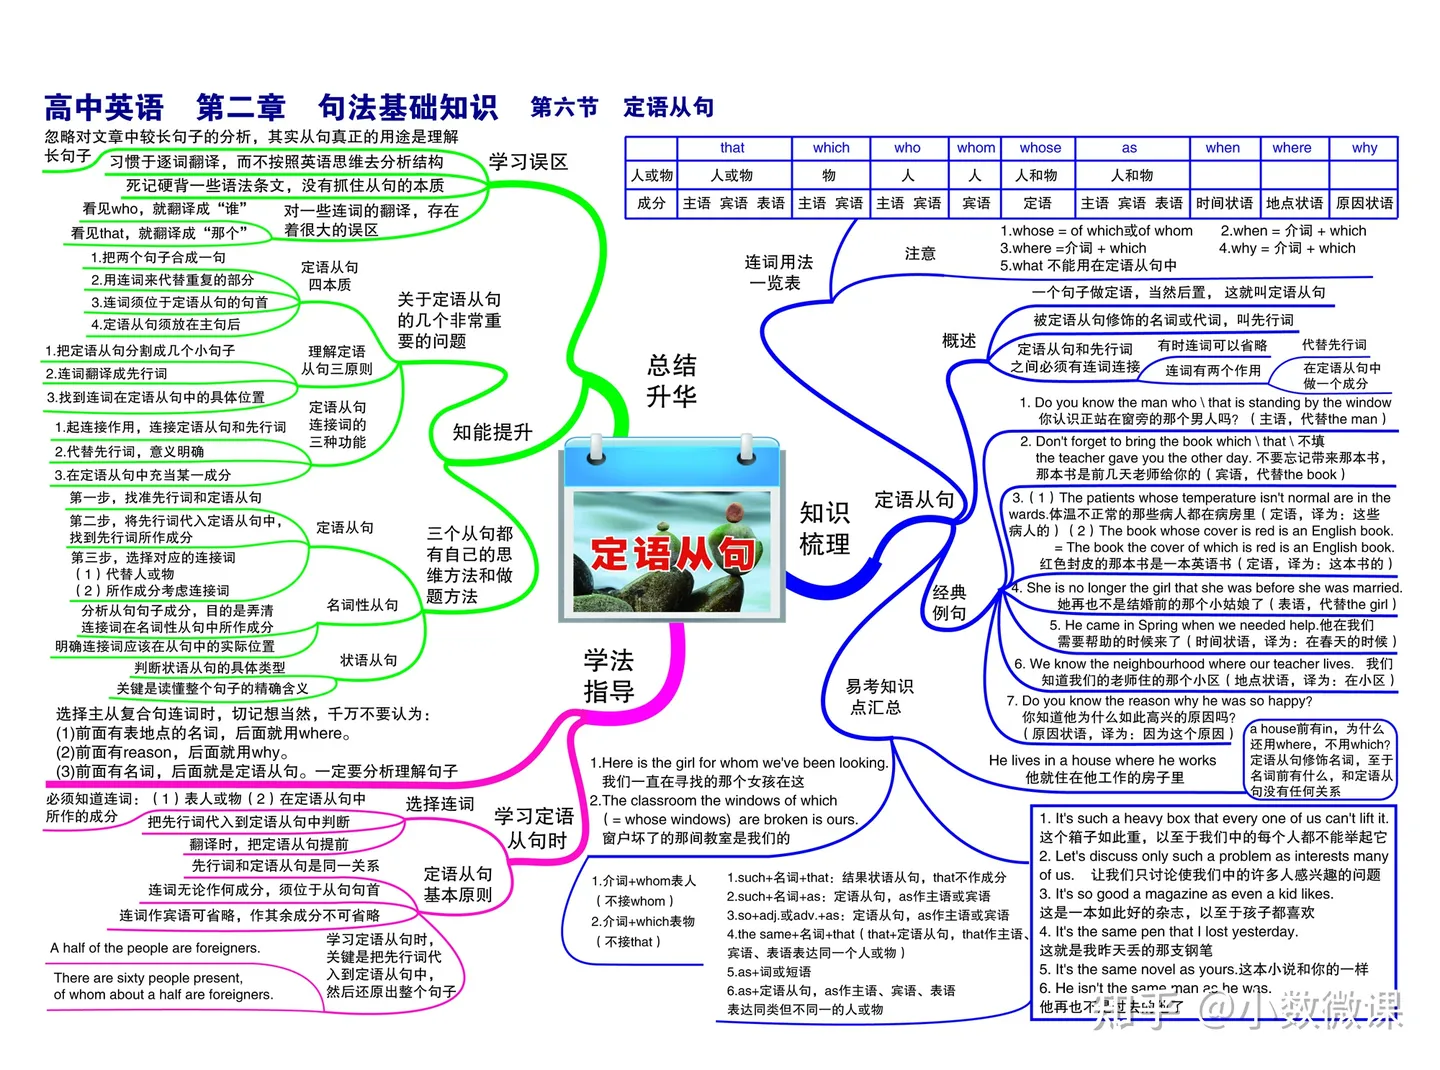 高中英语 第二章 句法基础知识 第六节 定语从句
忽略对文章中较长句子的分析，其实从句真正的用途是理解
长句子
习惯于逐词翻译，而不按照英语思维去分析结构
死记硬背一些语法条文，没有抓住从句的本质
学习误区
看见who，就翻译成“谁”
看见that，就翻译成“那个”
对一些连词的翻译，存在
着很大的误区
1.把两个句子合成一句
2.用连词来代替重复的部分
3.连词须位于定语从句的句首
4.定语从句须放在主句后
定语从句
四本质
关于定语从句
的几个非常重
要的问题
1.把定语从句分割成几个小句子
2.连词翻译成先行词
3.找到连词在定语从句中的具体位置
理解定语
从句三原则
定语从句
连接词的
三种功能
1.起连接作用，连接定语从句和先行词
2.代替先行词，意义明确
3.在定语从句中充当某一成分
知能提升
总结
升华
第一步，找准先行词和定语从句
第二步，将先行词代入定语从句中，
找到先行词所作成分
第三步，选择对应的连接词
（1）代替人或物
（2）所作成分考虑连接词
定语从句
三个从句都
有自己的思
维方法和做
题方法
分析从句句子成分，目的是弄清
连接词在名词性从句中所作成分
明确连接词应该在从句中的实际位置
名词性从句
判断状语从句的具体类型
关键是读懂整个句子的精确含义
状语从句
选择主从复合句连词时，切记想当然，千万不要认为：
(1)前面有表地点的名词，后面就用where。
(2)前面有reason，后面就用why。
(3)前面有名词，后面就是定语从句。一定要分析理解句子
学法
指导
必须知道连词：（1）表人或物（2）在定语从句中
所作的成分
把先行词代入到定语从句中判断
翻译时，把定语从句提前
选择连词
学习定语
从句时
先行词和定语从句是同一关系
连词无论作何成分，须位于从句句首
连词作宾语可省略，作其余成分不可省略
定语从句
基本原则
A half of the people are foreigners.
There are sixty people present,
of whom about a half are foreigners.
学习定语从句时，
关键是把先行词代
入到定语从句中，
然后还原出整个句子
定语从句
that which who whom whose as when where why
人或物 人或物 物 人 人 人和物 人和物
成分 主语 宾语 表语 主语 宾语 主语 宾语 宾语 定语 主语 宾语 表语 时间状语 地点状语 原因状语
连词用法
一览表
注意
1.whose = of which或of whom 2.when = 介词 + which
3.where =介词 + which 4.why = 介词 + which
5.what 不能用在定语从句中
概述
一个句子做定语，当然后置， 这就叫定语从句
被定语从句修饰的名词或代词，叫先行词
定语从句和先行词
之间必须有连词连接
有时连词可以省略
连词有两个作用
代替先行词
在定语从句中
做一个成分
知识
梳理
定语从句
经典
例句
1. Do you know the man who \ that is standing by the window
你认识正站在窗旁的那个男人吗？（主语，代替the man）
2. Don't forget to bring the book which \ that \ 不填
the teacher gave you the other day. 不要忘记带来那本书，
那本书是前几天老师给你的（宾语，代替the book）
3.（1）The patients whose temperature isn't normal are in the
wards.体温不正常的那些病人都在病房里（定语，译为：这些
病人的）（2）The book whose cover is red is an English book.
= The book the cover of which is red is an English book.
红色封皮的那本书是一本英语书（定语，译为：这本书的）
4. She is no longer the girl that she was before she was married.
她再也不是结婚前的那个小姑娘了（表语，代替the girl）
5. He came in Spring when we needed help.他在我们
需要帮助的时候来了（时间状语，译为：在春天的时候）
6. We know the neighbourhood where our teacher lives. 我们
知道我们的老师住的那个小区（地点状语，译为：在小区）
7. Do you know the reason why he was so happy?
你知道他为什么如此高兴的原因吗？
（原因状语，译为：因为这个原因）
易考知识
点汇总
He lives in a house where he works
他就住在他工作的房子里
a house前有in，为什么
还用where，不用which?
定语从句修饰名词，至于
名词前有什么，和定语从
句没有任何关系
1.Here is the girl for whom we've been looking.
我们一直在寻找的那个女孩在这
2.The classroom the windows of which
（= whose windows）are broken is ours.
窗户坏了的那间教室是我们的
1.介词+whom表人
（不接whom）
2.介词+which表物
（不接that）
1.such+名词+that：结果状语从句，that不作成分
2.such+名词+as：定语从句，as作主语或宾语
3.so+adj.或adv.+as：定语从句，as作主语或宾语
4.the same+名词+that（that+定语从句，that作主语、
宾语、表语表达同一个人或物）
5.as+词或短语
6.as+定语从句，as作主语、宾语、表语
表达同类但不同一的人或物
1. It's such a heavy box that every one of us can't lift it.
这个箱子如此重，以至于我们中的每个人都不能举起它
2. Let's discuss only such a problem as interests many
of us. 让我们只讨论使我们中的许多人感兴趣的问题
3. It's so good a magazine as even a kid likes.
这是一本如此好的杂志，以至于孩子都喜欢
4. It's the same pen that I lost yesterday.
这就是我昨天丢的那支钢笔
5. It's the same novel as yours.这本小说和你的一样
6. He isn't the same man as he was.
他再也不是过去的他了
知乎 @小数微课